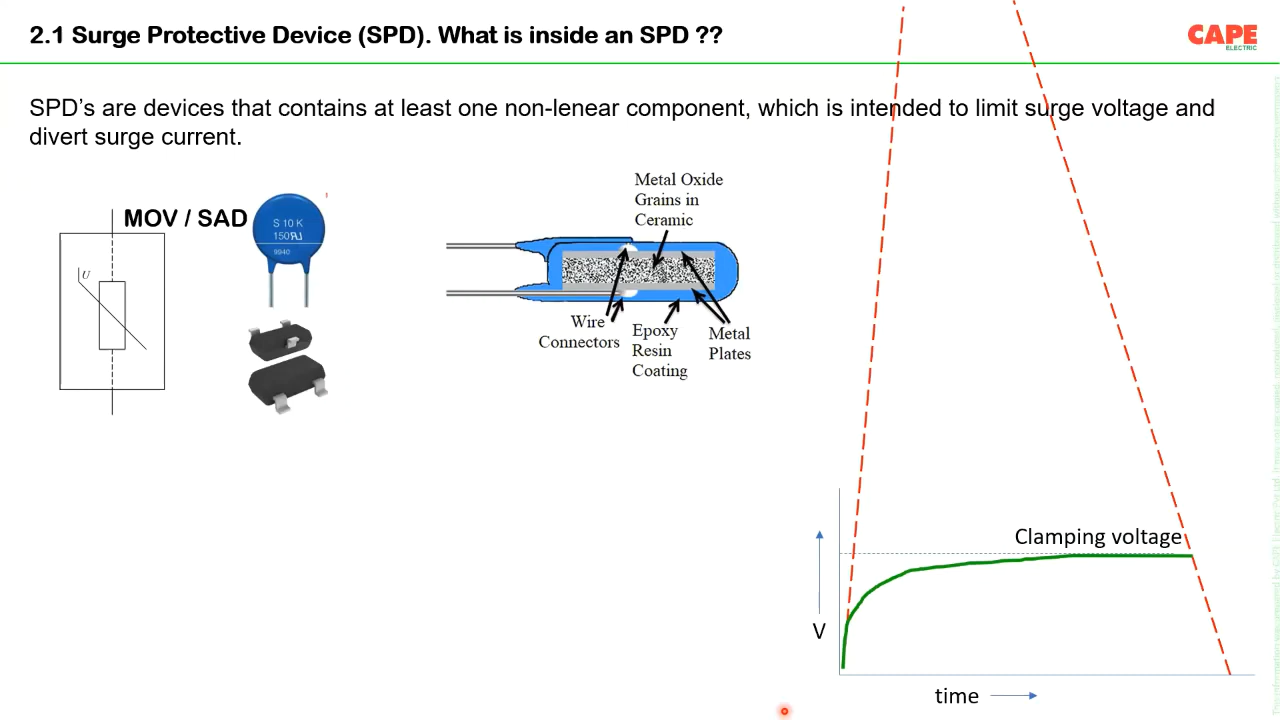 2.1 Surge Protective Device (SPD). What is inside an SPD ??
CAPE
ELECTRIC
SPD's are devices that contains at least one non-lenear component, which is intended to limit surge voltage and
divert surge current.
MOV / SAD
U
S 10 K
150
9940
Metal Oxide
Grains in
Ceramic
Wire
Connectors
Epoxy
Resin
Coating
Metal
Plates
Clamping voltage
V
time